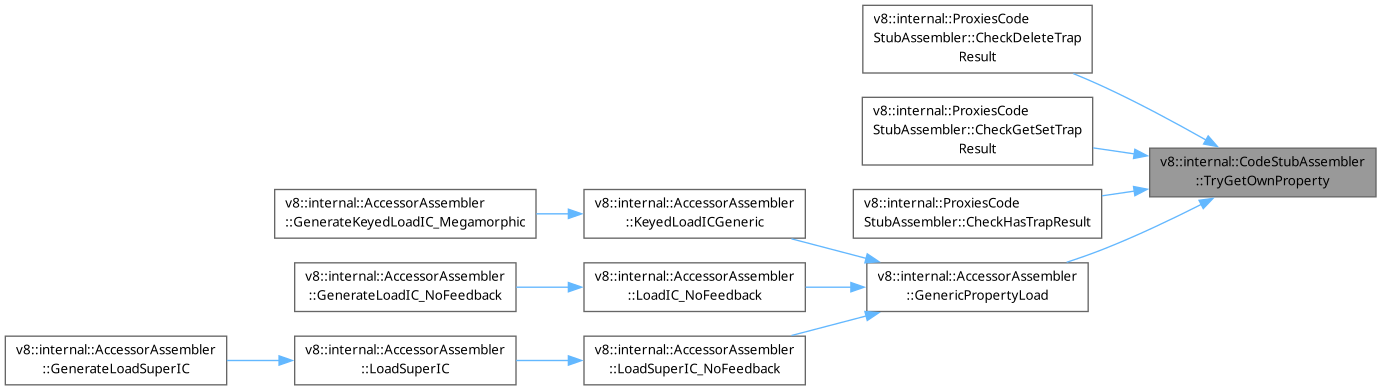 v8::internal::ProxiesCode
StubAssembler::CheckDeleteTrap
Result
v8::internal::ProxiesCode
StubAssembler::CheckGetSetTrap
Result
v8::internal::CodeStubAssembler
::TryGetOwnProperty
v8::internal::ProxiesCode
StubAssembler::CheckHasTrapResult
v8::internal::AccessorAssembler
::GenerateKeyedLoadIC_Megamorphic
v8::internal::AccessorAssembler
::KeyedLoadICGeneric
v8::internal::AccessorAssembler
::GenericPropertyLoad
v8::internal::AccessorAssembler
::GenerateLoadIC_NoFeedback
v8::internal::AccessorAssembler
::LoadIC_NoFeedback
v8::internal::AccessorAssembler
::GenerateLoadSuperIC
v8::internal::AccessorAssembler
::LoadSuperIC
v8::internal::AccessorAssembler
::LoadSuperIC_NoFeedback